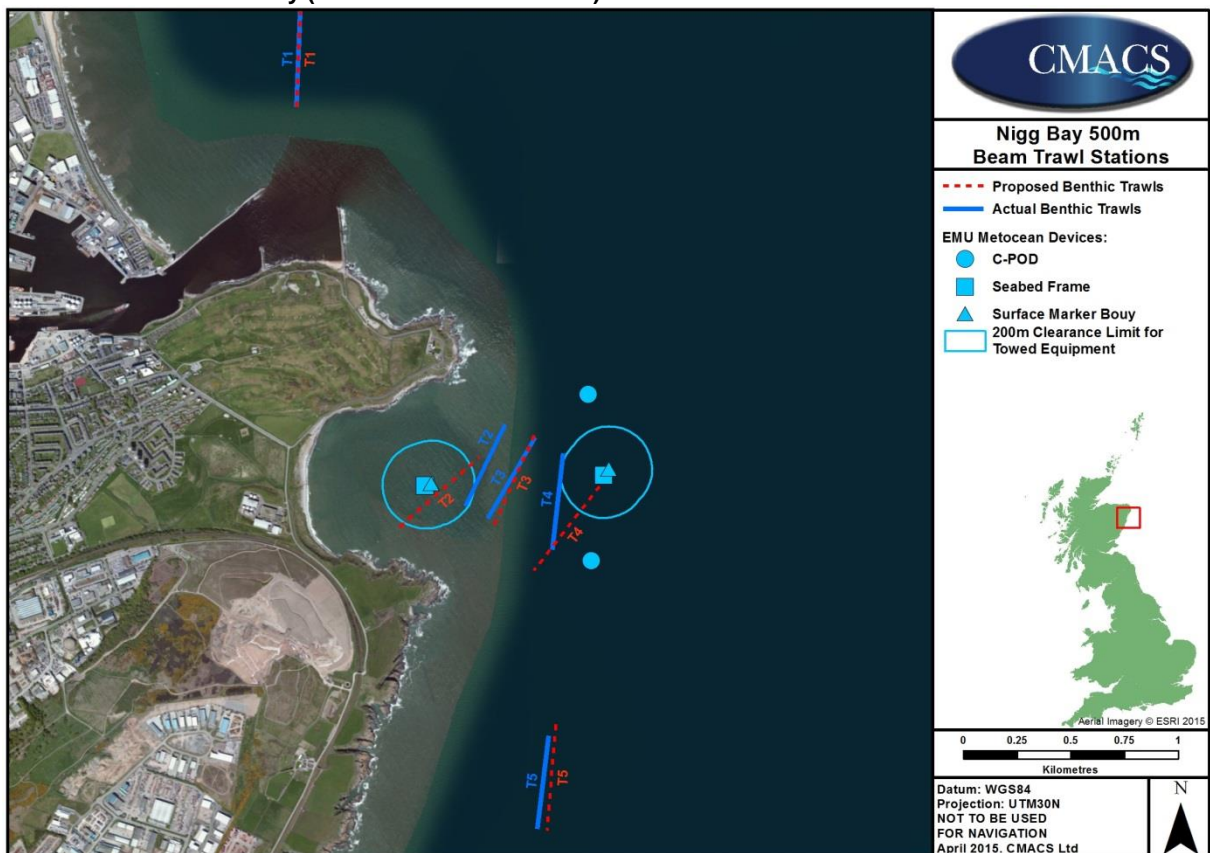 T1
T1
T2
T2
T3
T3
T4
T4
T5
T5
CMACS
Nigg Bay 500m
Beam Trawl Stations
Proposed Benthic Trawls
Actual Benthic Trawls
EMU Metocean Devices:
C-POD
Seabed Frame
Surface Marker Bouy
200m Clearance Limit for
Towed Equipment
Aerial Imagery © ESRI 2015
0 0.25 0.5 0.75 1
Kilometres
Datum: WGS84
Projection: UTM30N
NOT TO BE USED
FOR NAVIGATION
April 2015. CMACS Ltd
N